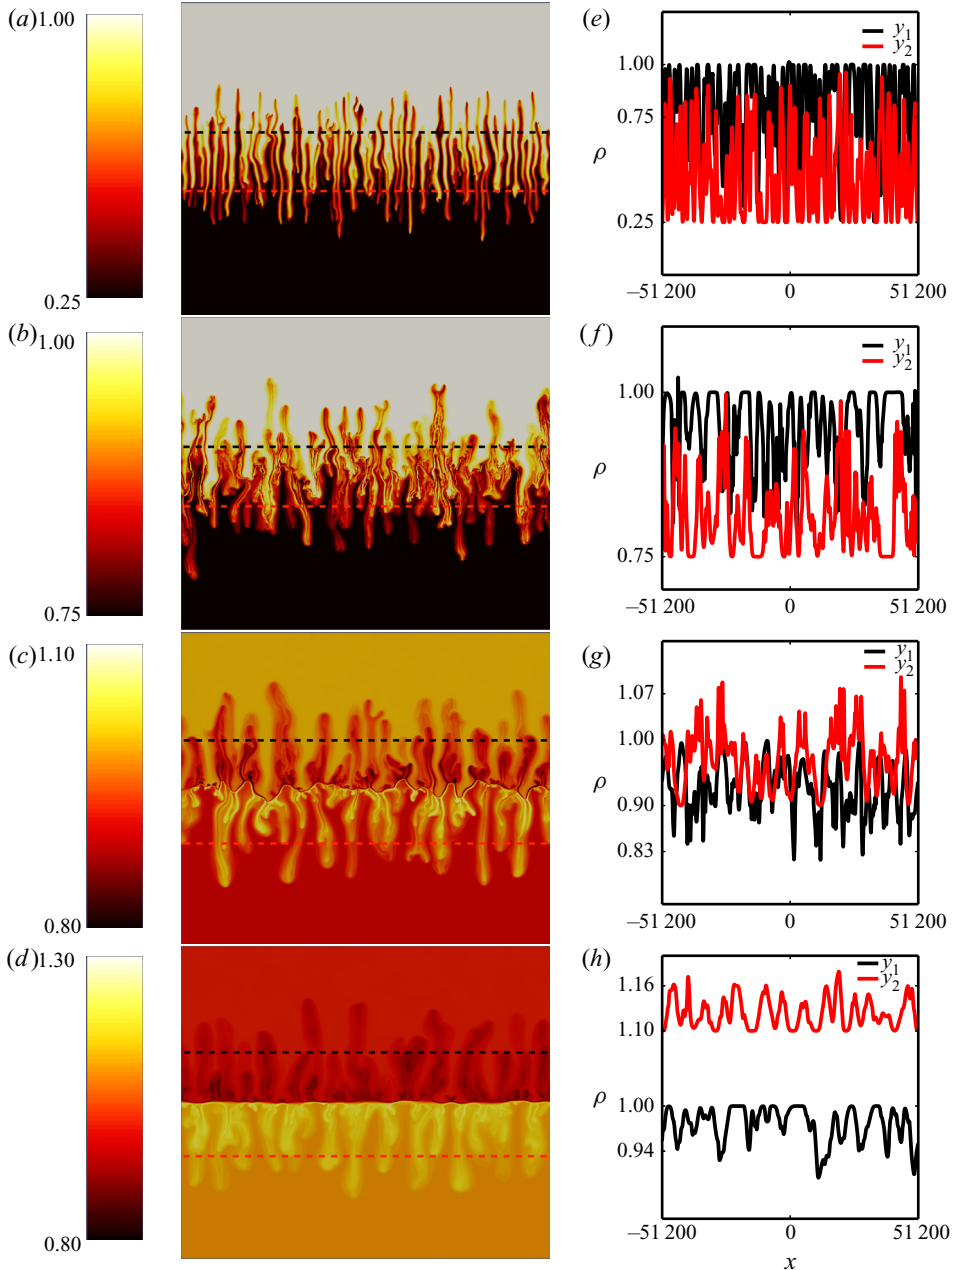 (a) 1.00
0.25
(e)
y1
y2
1.00
0.75
ρ
0.25
–51 200 0 51 200
(b) 1.00
0.75
(f)
y1
y2
1.00
ρ
0.75
–51 200 0 51 200
(c) 1.10
0.80
(g)
y1
y2
1.07
1.00
ρ
0.90
0.83
–51 200 0 51 200
(d) 1.30
0.80
(h)
y1
y2
1.16
1.10
ρ
1.00
0.94
–51 200 0 51 200
x